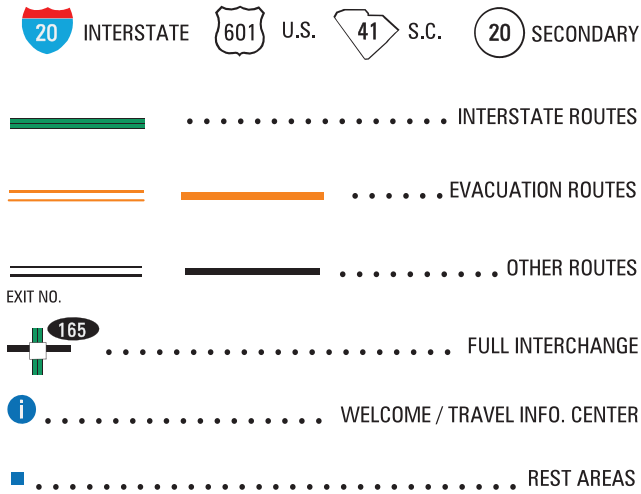 20 INTERSTATE 601 U.S. 41 S.C. 20 SECONDARY
INTERSTATE ROUTES
EVACUATION ROUTES
OTHER ROUTES
EXIT NO.
165
FULL INTERCHANGE
i WELCOME / TRAVEL INFO. CENTER
REST AREAS